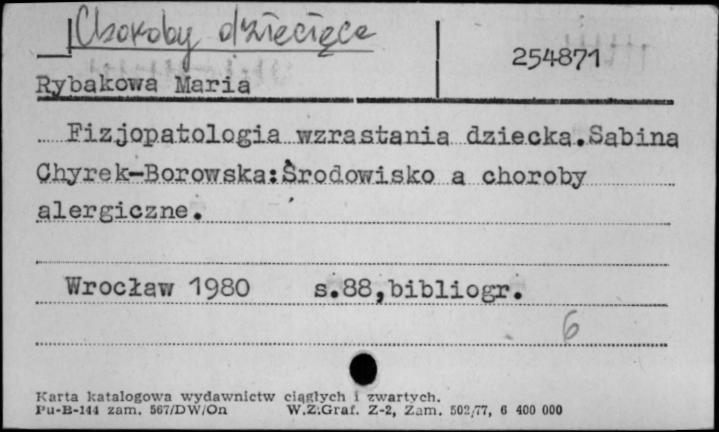 Choroby dziecięce
254871
Rybakowa Maria
Fizjopatologia wzrastania dziecka.Sabina
Chyrek-Borowska:Środowisko a choroby
alergiczne.
Wrocław 1980 s.88,bibliogr.
6
Karta katalogowa wydawnictw ciągłych i zwartych.
Pu-B-144 zam. 567/DW/On W.Z.Graf. Z-2, Zam. 502/77, 6 400 000